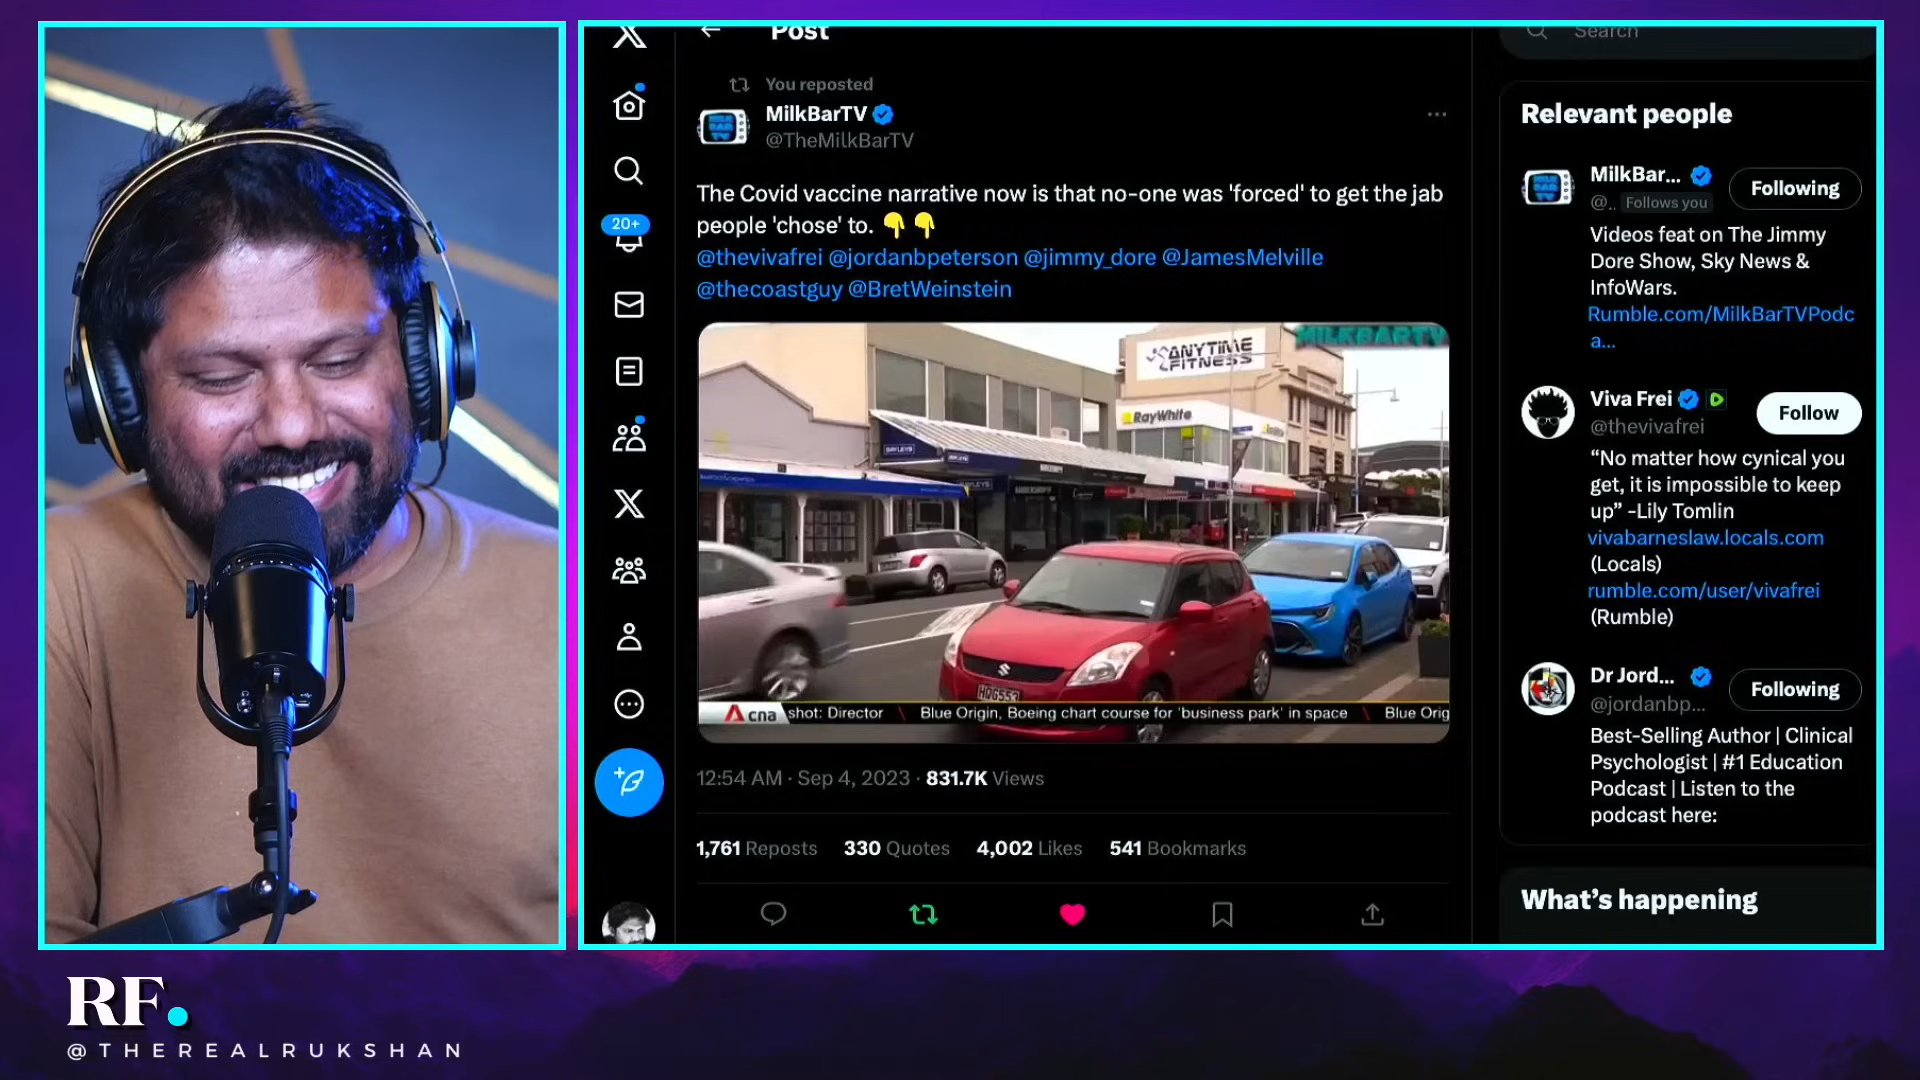 Post
Search
You reposted
MilkBarTV
@TheMilkBarTV
The Covid vaccine narrative now is that no-one was 'forced' to get the jab
people 'chose' to.
@thevivafrei @jordanbpeterson @jimmy_dore @JamesMelville
@thecoastguy @BretWeinstein
20+
MILKBARTV
ANYTIME
FITNESS
RayWhite
BAYLEYS
HDG553
cna shot: Director \ Blue Origin, Boeing chart course for 'business park' in space \ Blue Orig
12:54 AM · Sep 4, 2023 · 831.7K Views
1,761 Reposts 330 Quotes 4,002 Likes 541 Bookmarks
Relevant people
MilkBar...
Following
@.. Follows you
Videos feat on The Jimmy
Dore Show, Sky News &
InfoWars.
Rumble.com/MilkBarTVPodc
a...
Viva Frei
Follow
@thevivafrei
“No matter how cynical you
get, it is impossible to keep
up” -Lily Tomlin
vivabarneslaw.locals.com
(Locals)
rumble.com/user/vivafrei
(Rumble)
Dr Jord...
Following
@jordanbp...
Best-Selling Author | Clinical
Psychologist | #1 Education
Podcast | Listen to the
podcast here:
What’s happening
RF.
@THEREALRUKSHAN